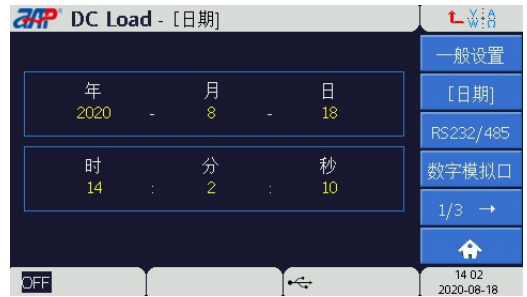 ZAP® DC Load - [日期]
一般设置
年 月 日
2020 - 8 - 18
[日期]
RS232/485
时 分 秒
14 : 2 : 10
数字模拟口
1/3 →
OFF
14 02
2020-08-18